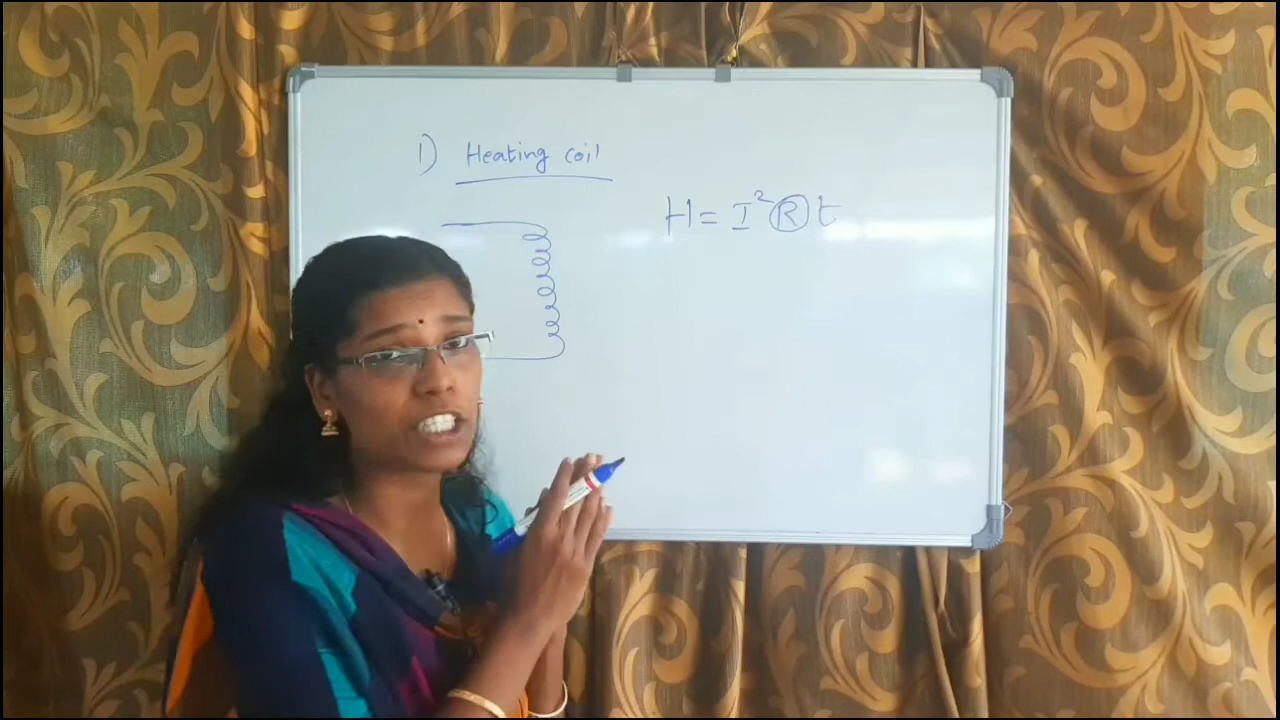 1) Heating coil
H = I²Rt